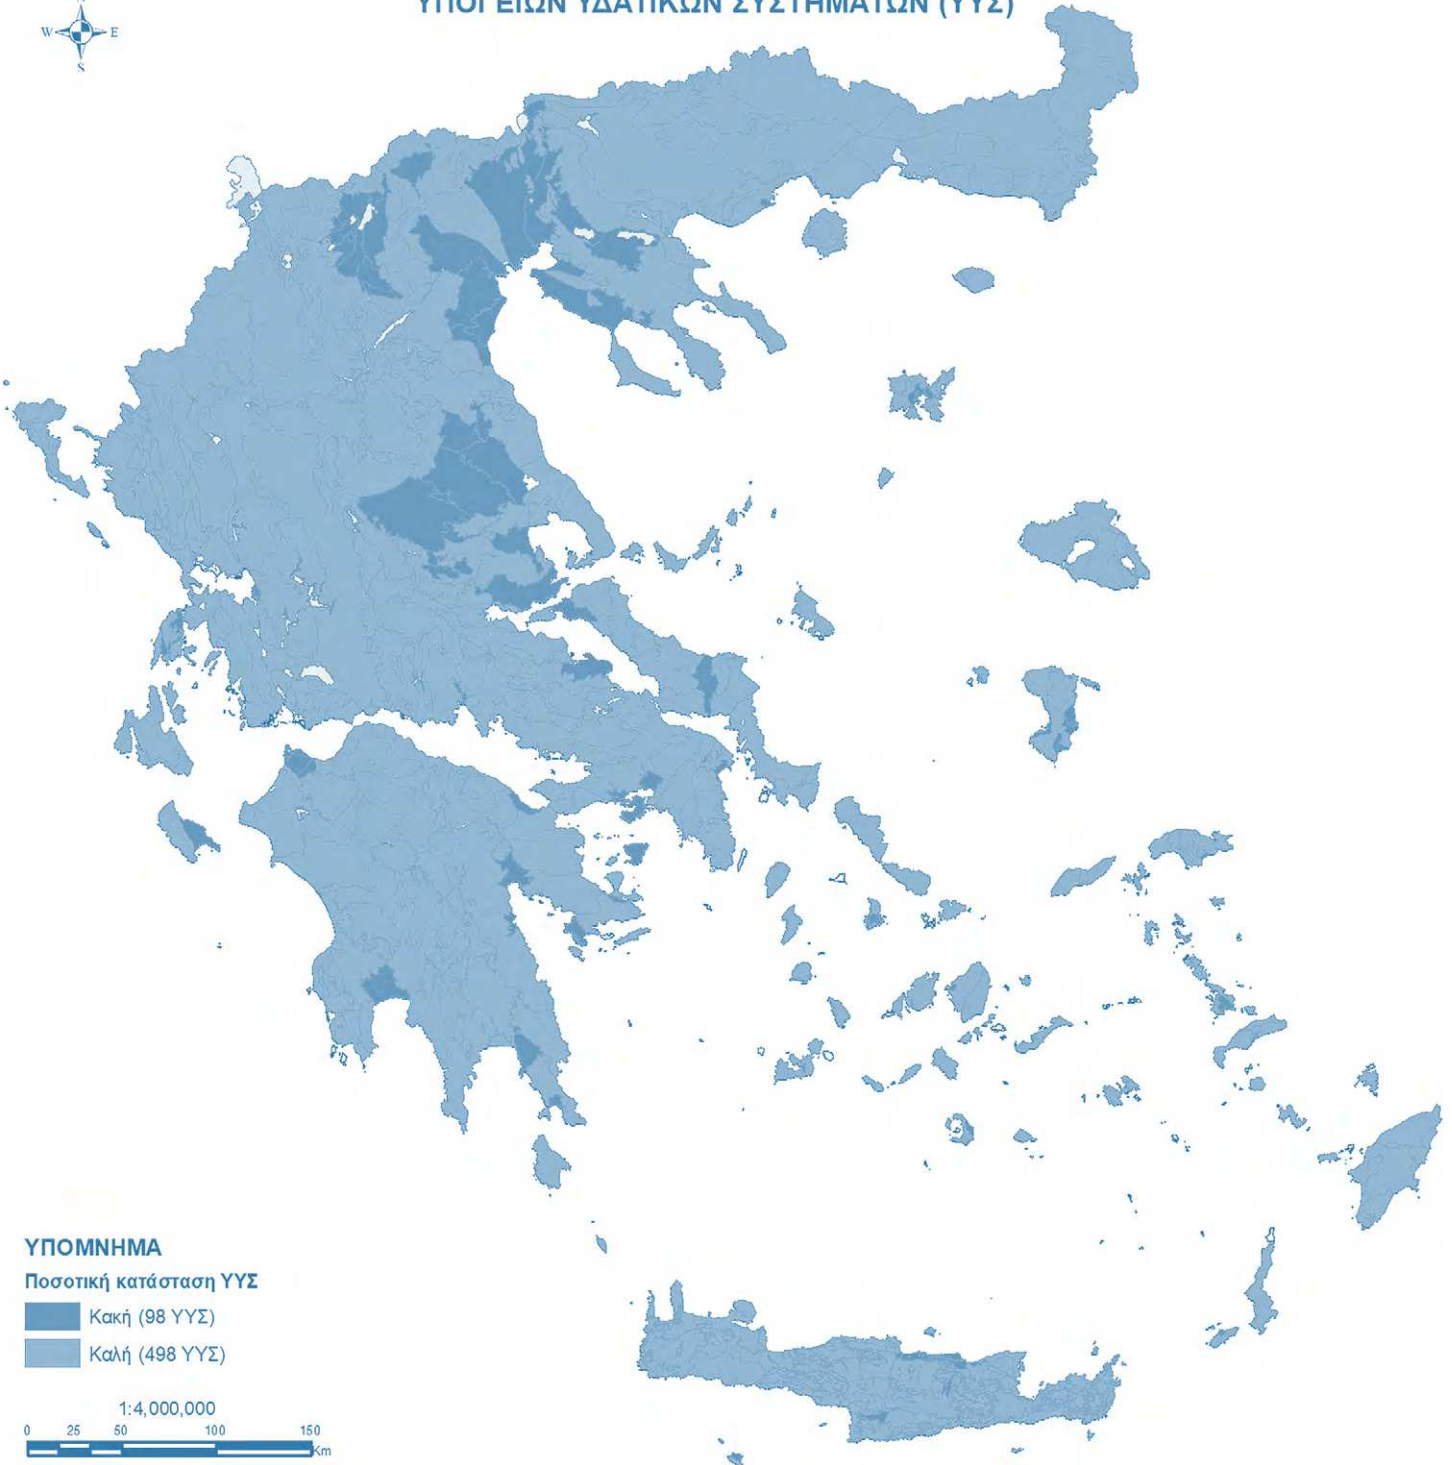 ΥΠΟΓΕΙΩΝ ΥΔΑΤΙΚΩΝ ΣΥΣΤΗΜΑΤΩΝ (ΥΥΣ)
W E
S
ΥΠΟΜΝΗΜΑ
Ποσοτική κατάσταση ΥΥΣ
Κακή (98 ΥΥΣ)
Καλή (498 ΥΥΣ)
1:4,000,000
0 25 50 100 150
Km